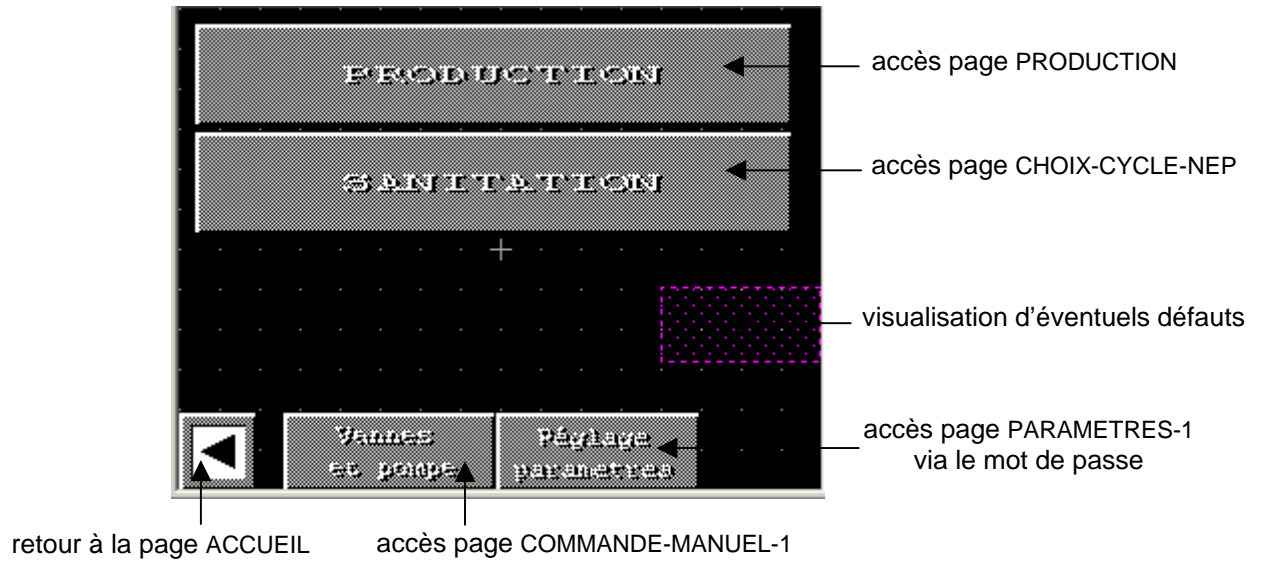 PRODUCTION
accès page PRODUCTION
SANITATION
accès page CHOIX-CYCLE-NEP
visualisation d’éventuels défauts
Vannes
et pompe
Réglage
parametres
accès page PARAMETRES-1
via le mot de passe
retour à la page ACCUEIL
accès page COMMANDE-MANUEL-1